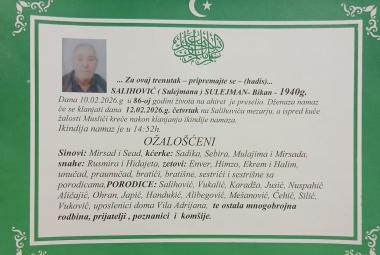 ... Za ovaj trenutak – pripremajte se – (hadis)...
SALIHOVIĆ ( Sulejmana ) SULEJMAN- Bikan - 1940g.
Dana 10.02.2026.g u 86-oj godini života na ahiret je preselio. Dženaza namaz
će se klanjati dana 12.02.2026.g. četvrtak na Salihovića mezarju, a ispred kuće
žalosti Muslići kreće nakon klanjanja ikindije namaza.
Ikindija namaz je u 14:52h.
OŽALOŠĆENI
Sinovi: Mirsad i Sead, kćerke: Sadika, Sebira, Mulajima i Mirsada,
snahe: Rusmira i Hidajeta, zetovi: Enver, Himzo, Ekrem i Halim,
unučad, praunučad, bratići, bratišne, sestrići i sestrišne sa
porodicama,PORODICE: Salihović, Vukalić, Karadža, Jusić, Nuspahić
Aličajić, Ohran, Japić, Handukić, Alibegović, Mešanović, Čehić, Silić,
Vuković, uposlenici doma Vila Adrijana, te ostala mnogobrojna
rodbina, prijatelji , poznanici i komšije.